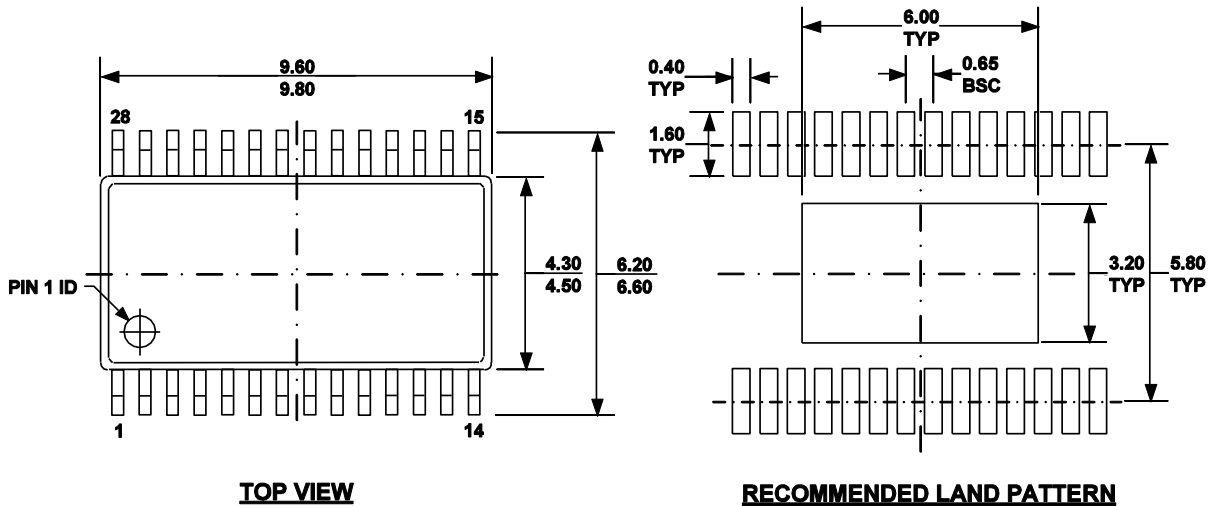 9.60
9.80
28
15
PIN 1 ID
4.30
4.50
6.20
6.60
1
14
TOP VIEW
6.00
TYP
0.40
TYP
0.65
BSC
1.60
TYP
3.20
TYP
5.80
TYP
RECOMMENDED LAND PATTERN